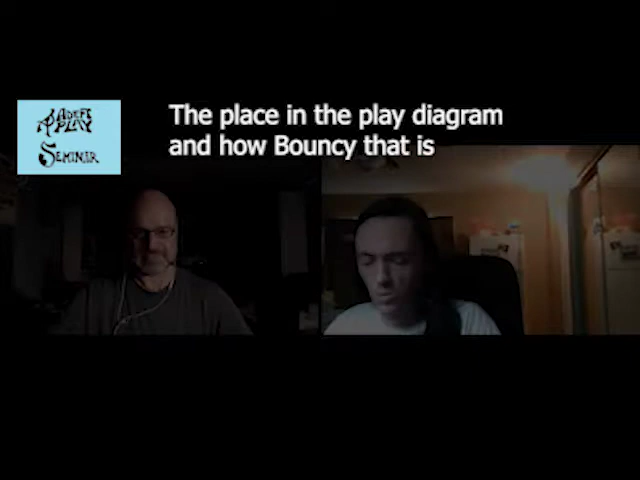 ADEPT
PLAY
SEMINAR
The place in the play diagram
and how Bouncy that is